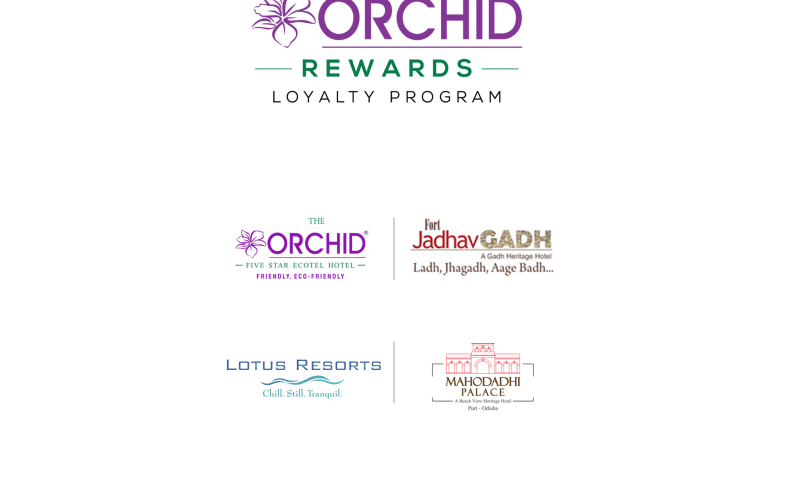 ORCHID
REWARDS
LOYALTY PROGRAM
THE
ORCHID®
FIVE STAR ECOTEL HOTEL
FRIENDLY. ECO-FRIENDLY
Fort
JadhavGADH
A Gadh Heritage Hotel
Ladh, Jhagadh, Aage Badh...
LOTUS RESORTS
Chill. Still. Tranquil.
MAHODADHI
PALACE
A Beach View Heritage Hotel
Puri - Odisha